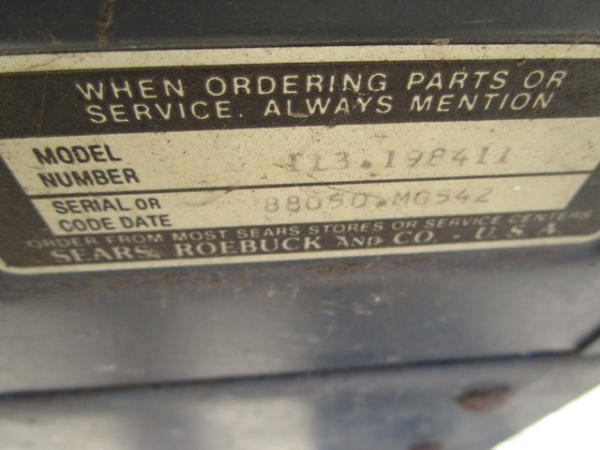 WHEN ORDERING PARTS OR
SERVICE. ALWAYS MENTION
MODEL
NUMBER
113.198411
SERIAL OR
CODE DATE
88050.MG542
ORDER FROM MOST SEARS STORES OR SERVICE CENTERS
SEARS, ROEBUCK AND CO. - U.S.A.